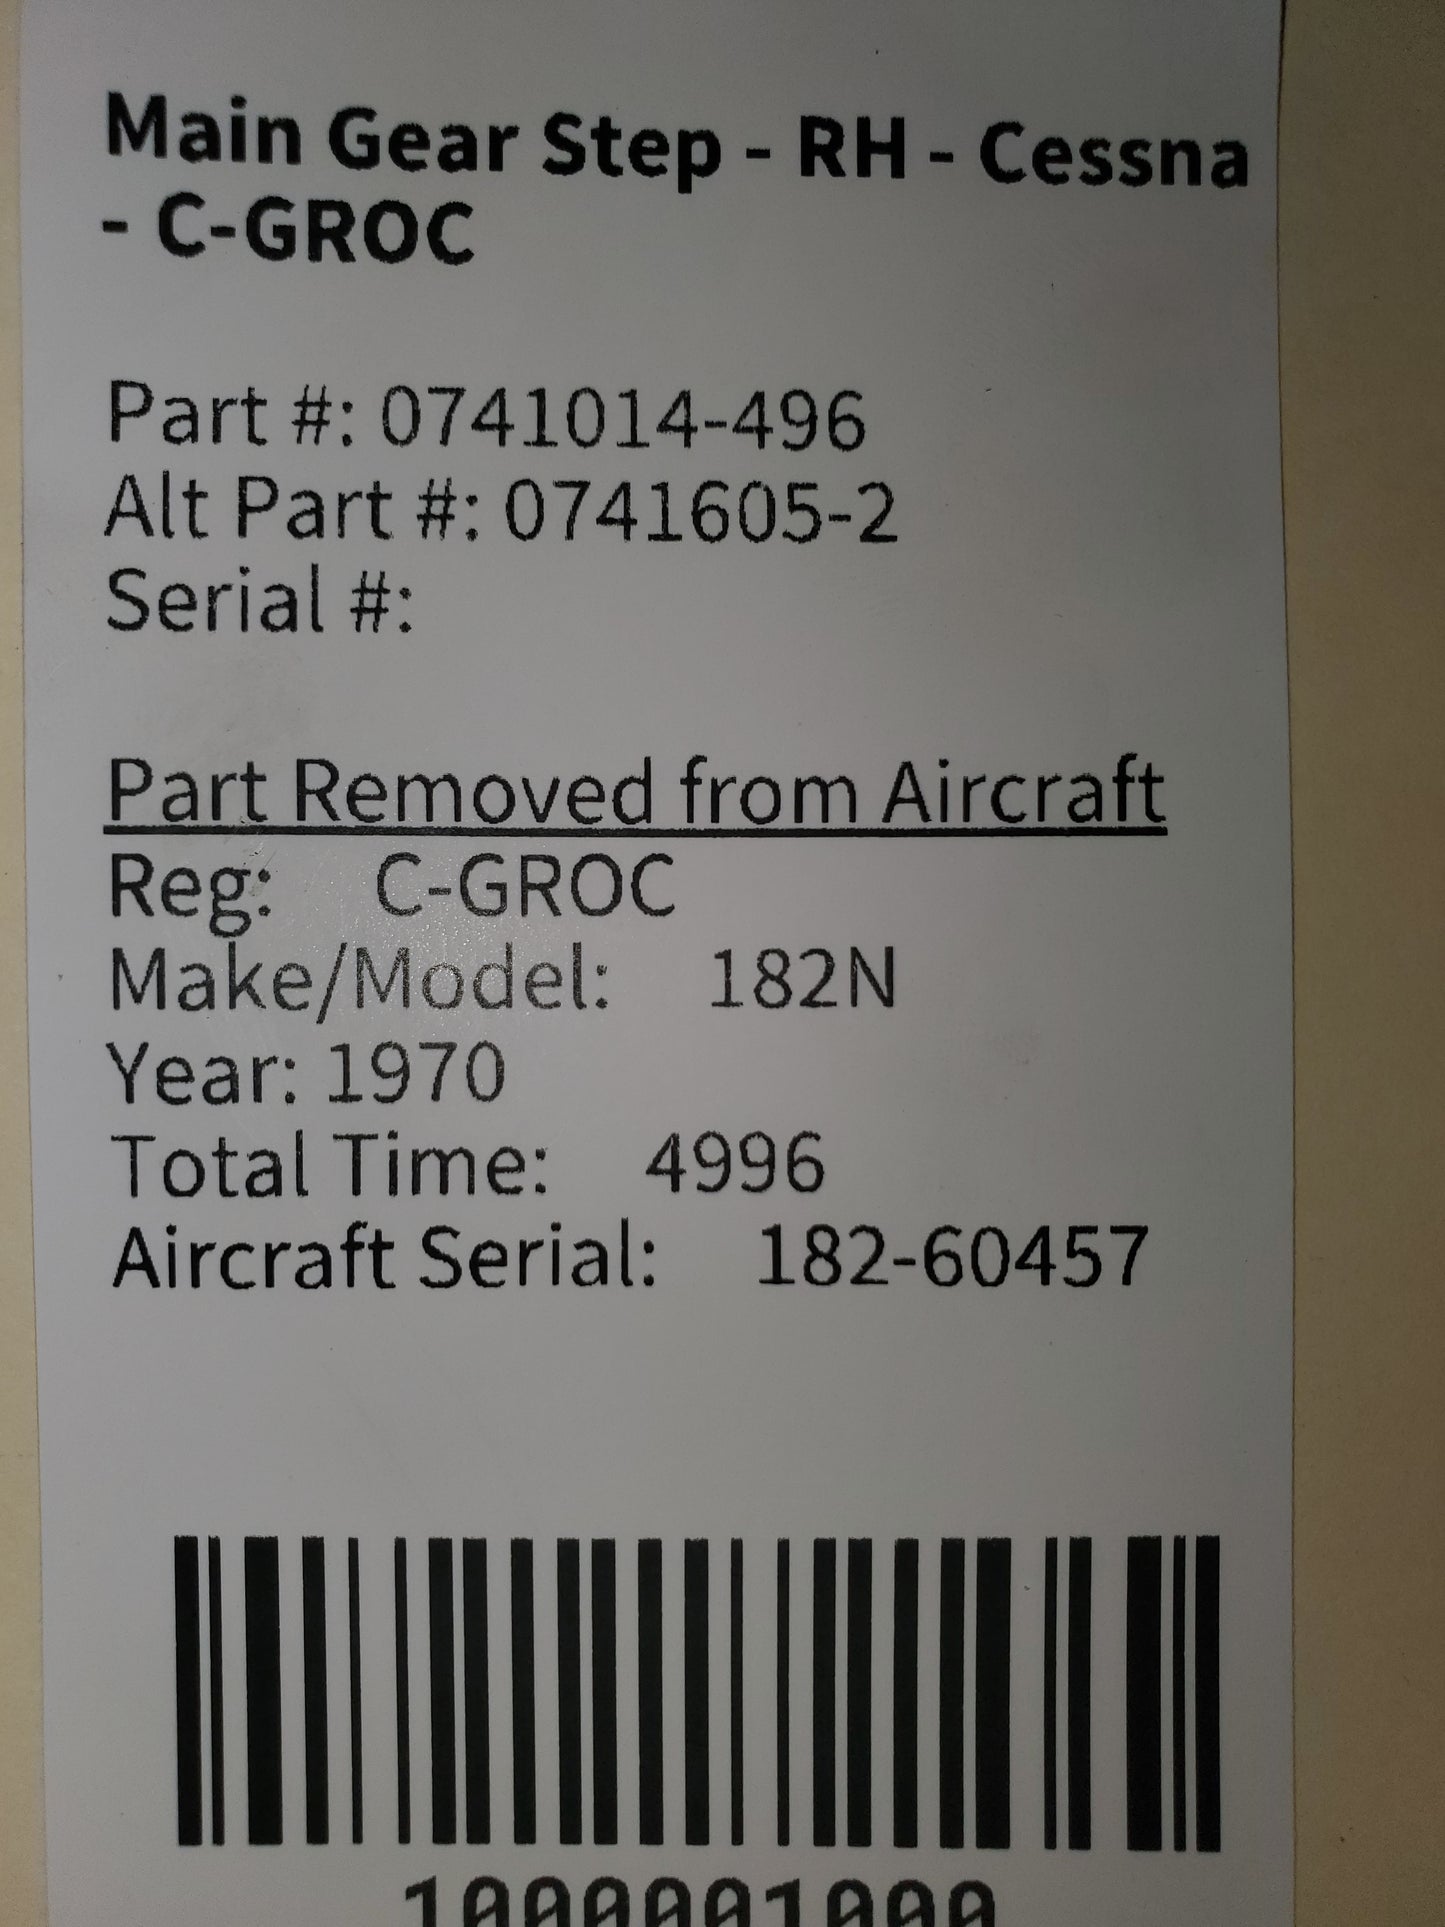 Main Gear Step - RH - Cessna
- C-GROC
Part #: 0741014-496
Alt Part #: 0741605-2
Serial #:
Part Removed from Aircraft
Reg: C-GROC
Make/Model: 182N
Year: 1970
Total Time: 4996
Aircraft Serial: 182-60457